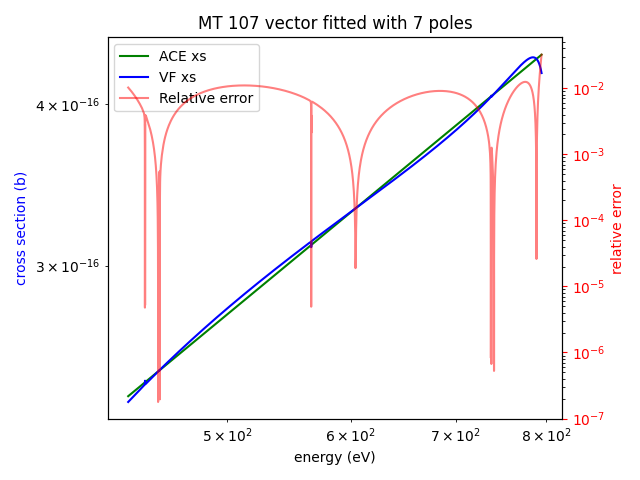 MT 107 vector fitted with 7 poles
ACE xs
VF xs
Relative error
4 × 10⁻¹⁶
3 × 10⁻¹⁶
cross section (b)
10⁻²
10⁻³
10⁻⁴
10⁻⁵
10⁻⁶
10⁻⁷
relative error
5 × 10² 6 × 10² 7 × 10² 8 × 10²
energy (eV)